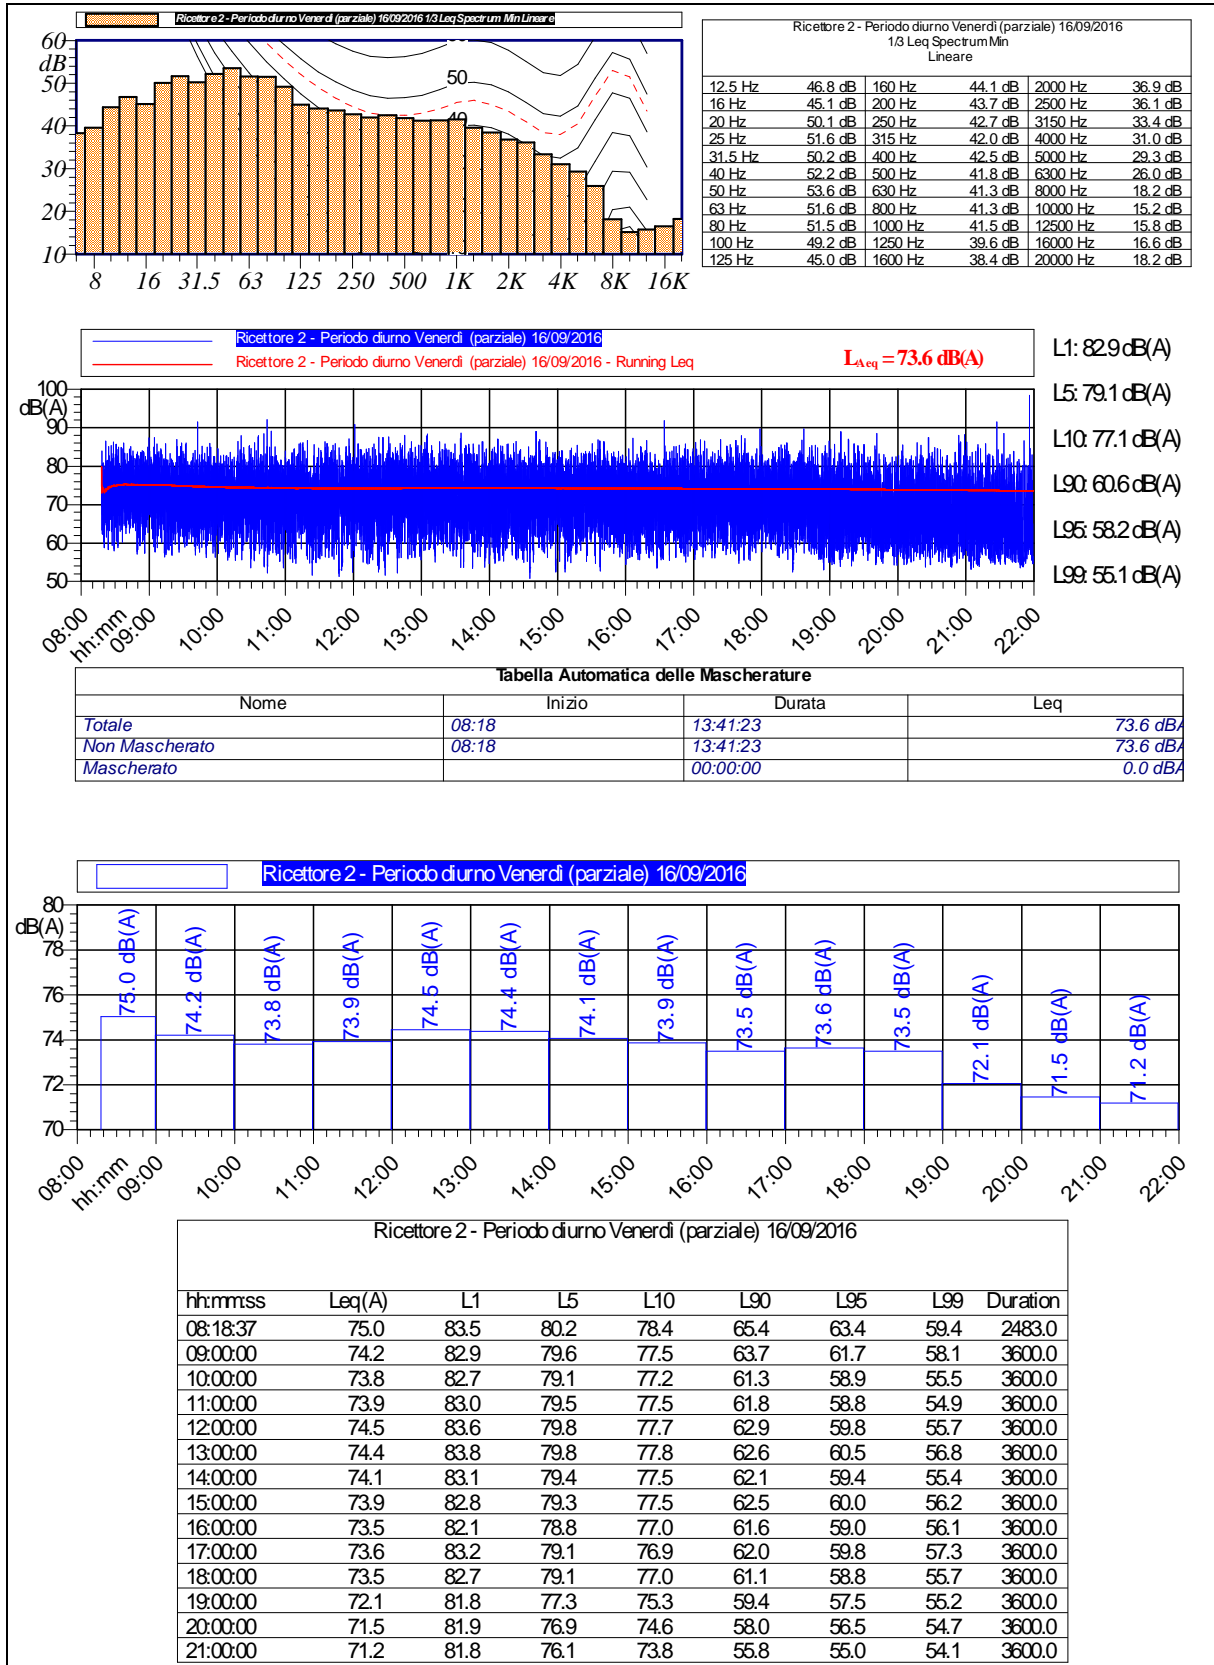 Ricettore 2 - Periodo diurno Venerdì (parziale) 16/09/2016 1/3 Leq Spectrum Min Lineare
60
dB
50
40
30
20
10
50
40
8 16 31.5 63 125 250 500 1K 2K 4K 8K 16K
Ricettore 2 - Periodo diurno Venerdì (parziale) 16/09/2016
1/3 Leq Spectrum Min
Lineare
12.5 Hz 46.8 dB 160 Hz 44.1 dB 2000 Hz 36.9 dB
16 Hz 45.1 dB 200 Hz 43.7 dB 2500 Hz 36.1 dB
20 Hz 50.1 dB 250 Hz 42.7 dB 3150 Hz 33.4 dB
25 Hz 51.6 dB 315 Hz 42.0 dB 4000 Hz 31.0 dB
31.5 Hz 50.2 dB 400 Hz 42.5 dB 5000 Hz 29.3 dB
40 Hz 52.2 dB 500 Hz 41.8 dB 6300 Hz 26.0 dB
50 Hz 53.6 dB 630 Hz 41.3 dB 8000 Hz 18.2 dB
63 Hz 51.6 dB 800 Hz 41.3 dB 10000 Hz 15.2 dB
80 Hz 51.5 dB 1000 Hz 41.5 dB 12500 Hz 15.8 dB
100 Hz 49.2 dB 1250 Hz 39.6 dB 16000 Hz 16.6 dB
125 Hz 45.0 dB 1600 Hz 38.4 dB 20000 Hz 18.2 dB
Ricettore 2 - Periodo diurno Venerdì (parziale) 16/09/2016
Ricettore 2 - Periodo diurno Venerdì (parziale) 16/09/2016 - Running Leq
LAeq = 73.6 dB(A)
100
dB(A)
90
80
70
60
50
08:00 hh:mm 09:00 10:00 11:00 12:00 13:00 14:00 15:00 16:00 17:00 18:00 19:00 20:00 21:00 22:00
L1: 82.9 dB(A)
L5: 79.1 dB(A)
L10: 77.1 dB(A)
L90: 60.6 dB(A)
L95: 58.2 dB(A)
L99: 55.1 dB(A)
Tabella Automatica delle Mascherature
Nome Inizio Durata Leq
Totale 08:18 13:41:23 73.6 dBA
Non Mascherato 08:18 13:41:23 73.6 dBA
Mascherato 00:00:00 0.0 dBA
Ricettore 2 - Periodo diurno Venerdì (parziale) 16/09/2016
80
dB(A)
78
76
74
72
70
75.0 dB(A) 74.2 dB(A) 73.8 dB(A) 73.9 dB(A) 74.5 dB(A) 74.4 dB(A) 74.1 dB(A) 73.9 dB(A) 73.5 dB(A) 73.6 dB(A) 73.5 dB(A) 72.1 dB(A) 71.5 dB(A) 71.2 dB(A)
08:00 hh:mm 09:00 10:00 11:00 12:00 13:00 14:00 15:00 16:00 17:00 18:00 19:00 20:00 21:00 22:00
Ricettore 2 - Periodo diurno Venerdì (parziale) 16/09/2016
hh:mm:ss Leq(A) L1 L5 L10 L90 L95 L99 Duration
08:18:37 75.0 83.5 80.2 78.4 65.4 63.4 59.4 2483.0
09:00:00 74.2 82.9 79.6 77.5 63.7 61.7 58.1 3600.0
10:00:00 73.8 82.7 79.1 77.2 61.3 58.9 55.5 3600.0
11:00:00 73.9 83.0 79.5 77.5 61.8 58.8 54.9 3600.0
12:00:00 74.5 83.6 79.8 77.7 62.9 59.8 55.7 3600.0
13:00:00 74.4 83.8 79.8 77.8 62.6 60.5 56.8 3600.0
14:00:00 74.1 83.1 79.4 77.5 62.1 59.4 55.4 3600.0
15:00:00 73.9 82.8 79.3 77.5 62.5 60.0 56.2 3600.0
16:00:00 73.5 82.1 78.8 77.0 61.6 59.0 56.1 3600.0
17:00:00 73.6 83.2 79.1 76.9 62.0 59.8 57.3 3600.0
18:00:00 73.5 82.7 79.1 77.0 61.1 58.8 55.7 3600.0
19:00:00 72.1 81.8 77.3 75.3 59.4 57.5 55.2 3600.0
20:00:00 71.5 81.9 76.9 74.6 58.0 56.5 54.7 3600.0
21:00:00 71.2 81.8 76.1 73.8 55.8 55.0 54.1 3600.0